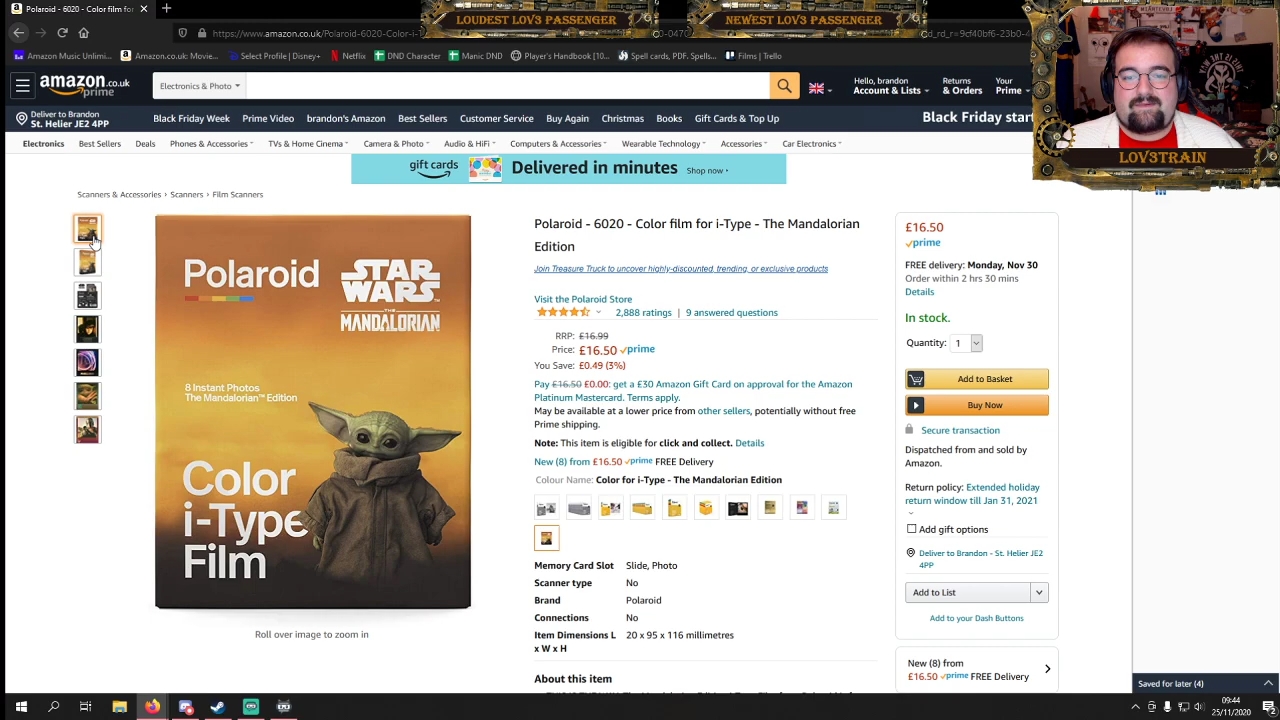 Polaroid - 6020 - Color film for i-
LOUDEST LOV3 PASSENGER
NEWEST LOV3 PASSENGER
https://www.amazon.co.uk/Polaroid-6020-Color-i-
Amazon Music Unlim...
Amazon.co.uk: Movie...
Select Profile | Disney+
Netflix
DND Character
Manic DND
Player's Handbook [10...
Spell cards, PDF. Spells...
Films | Trello
amazon.co.uk
prime
Electronics & Photo
Hello, brandon
Account & Lists
Returns
& Orders
Your
Prime
THIS IS THE WAY
Deliver to Brandon
St. Helier JE2 4PP
Black Friday Week
Prime Video
brandon's Amazon
Best Sellers
Customer Service
Buy Again
Christmas
Books
Gift Cards & Top Up
Black Friday star
Electronics
Best Sellers
Deals
Phones & Accessories
TVs & Home Cinema
Camera & Photo
Audio & HiFi
Computers & Accessories
Wearable Technology
Accessories
Car Electronics
LOV3TRAIN
gift cards
Delivered in minutes
Shop now
Scanners & Accessories › Scanners › Film Scanners
Polaroid
STAR
WARS
THE
MANDALORIAN
8 Instant Photos
The Mandalorian™ Edition
Color
i-Type
Film
Roll over image to zoom in
Polaroid - 6020 - Color film for i-Type - The Mandalorian
Edition
Join Treasure Truck to uncover highly-discounted, trending, or exclusive products
Visit the Polaroid Store
2,888 ratings | 9 answered questions
RRP: £16.99
Price: £16.50 prime
You Save: £0.49 (3%)
Pay £16.50 £0.00: get a £30 Amazon Gift Card on approval for the Amazon
Platinum Mastercard. Terms apply.
May be available at a lower price from other sellers, potentially without free
Prime shipping.
Note: This item is eligible for click and collect. Details
New (8) from £16.50 prime FREE Delivery
Colour Name: Color for i-Type - The Mandalorian Edition
Memory Card Slot Slide, Photo
Scanner type No
Brand Polaroid
Connections No
Item Dimensions L 20 x 95 x 116 millimetres
x W x H
About this item
£16.50
prime
FREE delivery: Monday, Nov 30
Order within 2 hrs 30 mins
Details
In stock.
Quantity: 1
Add to Basket
Buy Now
Secure transaction
Dispatched from and sold by
Amazon.
Return policy: Extended holiday
return window till Jan 31, 2021
Add gift options
Deliver to Brandon - St. Helier JE2
4PP
Add to List
Add to your Dash Buttons
New (8) from
£16.50 prime FREE Delivery
Saved for later (4)
09:44
25/11/2020